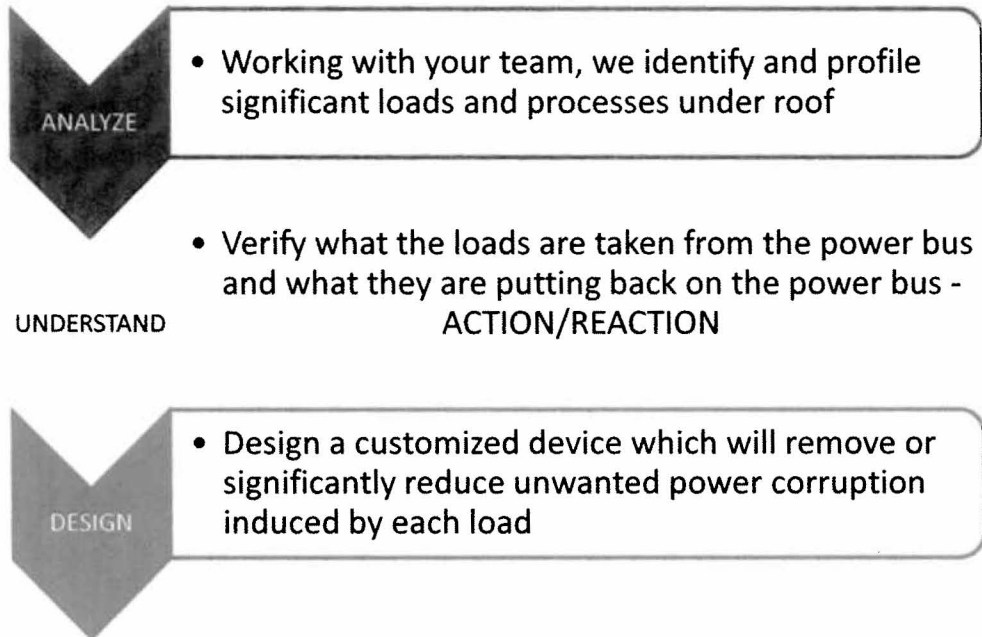 ANALYZE
• Working with your team, we identify and profile
significant loads and processes under roof
UNDERSTAND
• Verify what the loads are taken from the power bus
and what they are putting back on the power bus -
ACTION/REACTION
DESIGN
• Design a customized device which will remove or
significantly reduce unwanted power corruption
induced by each load